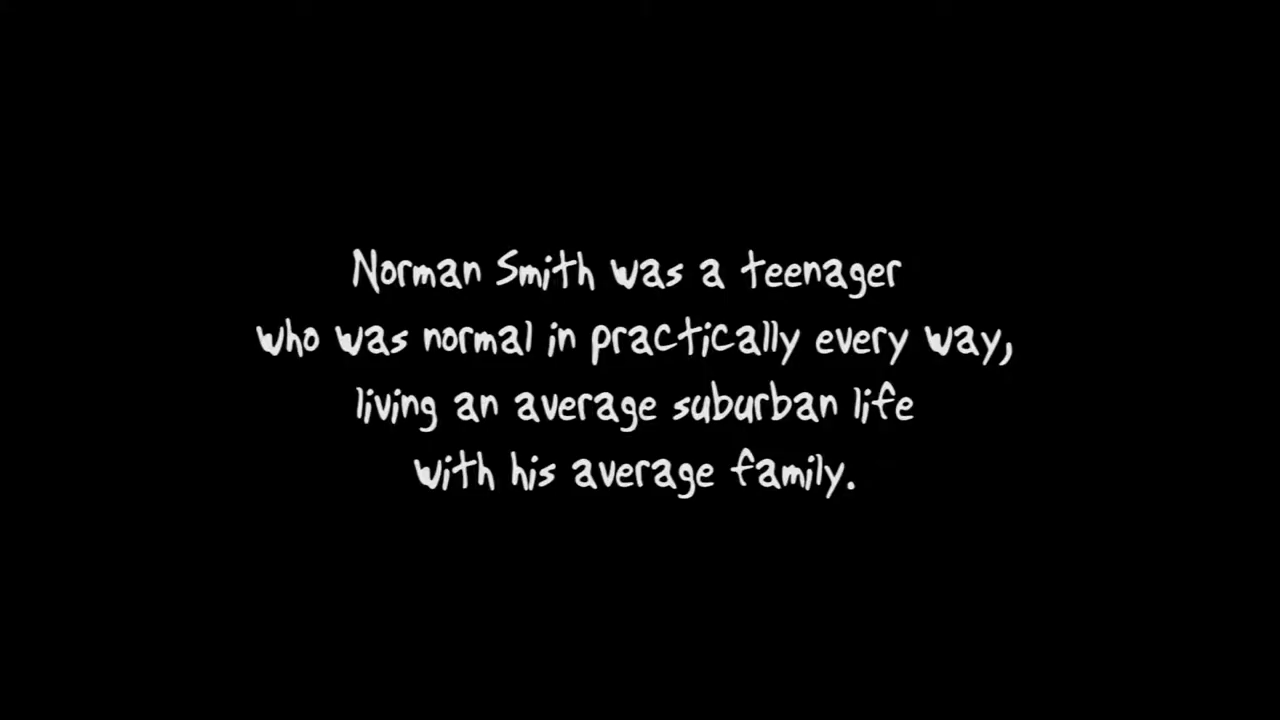 Norman Smith was a teenager
who was normal in practically every way,
living an average suburban life
with his average family.